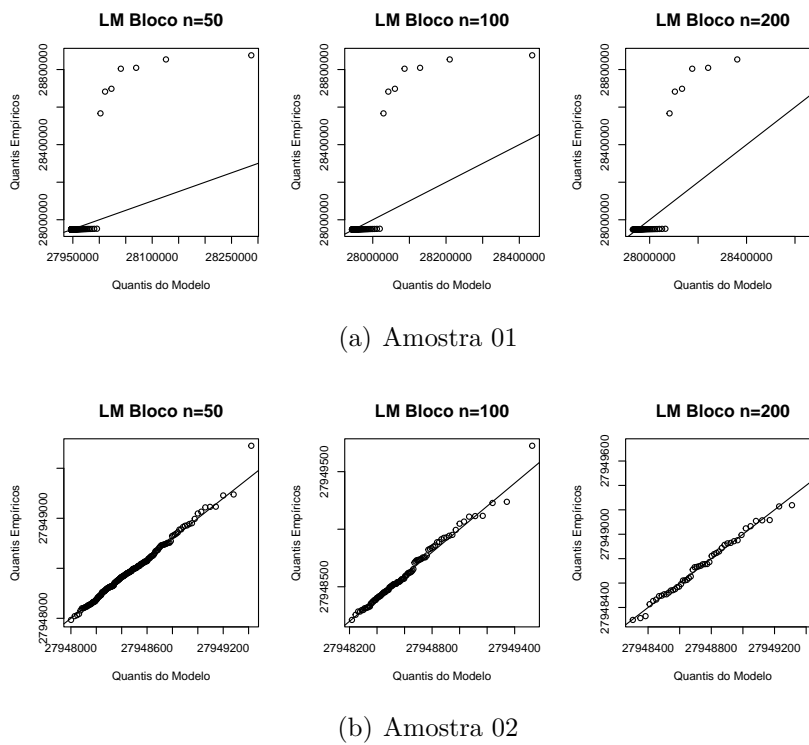 LM Bloco n=50
LM Bloco n=100
LM Bloco n=200
Quantis Empíricos
28000000 28400000 28800000
27950000 28100000 28250000
Quantis do Modelo
Quantis Empíricos
28000000 28400000 28800000
28000000 28200000 28400000
Quantis do Modelo
Quantis Empíricos
28000000 28400000 28800000
28000000 28400000
Quantis do Modelo
(a) Amostra 01
LM Bloco n=50
LM Bloco n=100
LM Bloco n=200
Quantis Empíricos
27948000 27949000
27948000 27948600 27949200
Quantis do Modelo
Quantis Empíricos
27948500 27949500
27948200 27948800 27949400
Quantis do Modelo
Quantis Empíricos
27948400 27949000 27949600
27948400 27948800 27949200
Quantis do Modelo
(b) Amostra 02